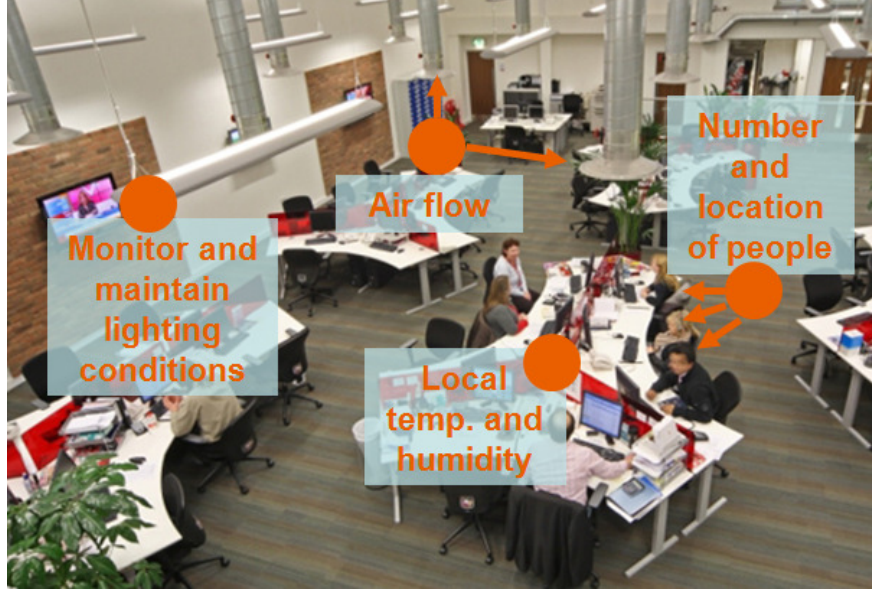 Number
and
location
of people
Air flow
Monitor and
maintain
lighting
conditions
Local
temp. and
humidity